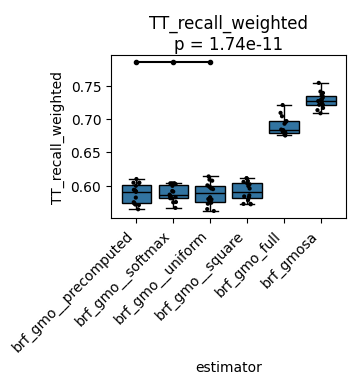 TT_recall_weighted
p = 1.74e-11
TT_recall_weighted
0.75
0.70
0.65
0.60
brf_gmo__precomputed
brf_gmo__softmax
brf_gmo__uniform
brf_gmo__square
brf_gmo_full
brf_gmosa
estimator